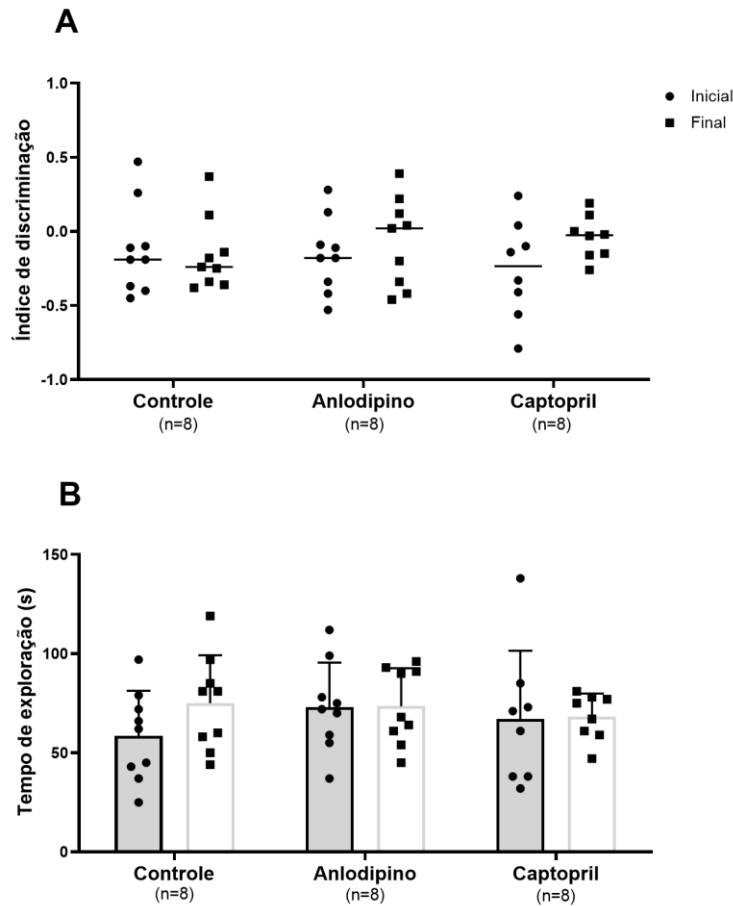 A
1.0
0.5
0.0
-0.5
-1.0
Índice de discriminação
Inicial
Final
Controle
(n=8)
Anlodipino
(n=8)
Captopril
(n=8)
B
150
100
50
0
Tempo de exploração (s)
Controle
(n=8)
Anlodipino
(n=8)
Captopril
(n=8)